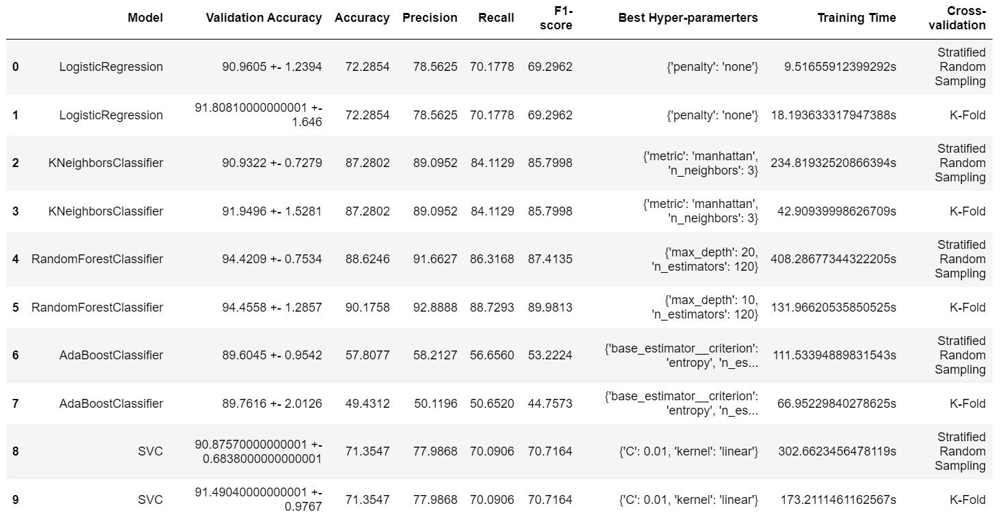 Model Validation Accuracy Accuracy Precision Recall F1-score Best Hyper-paramerters Training Time Cross-validation
0 LogisticRegression 90.9605 +- 1.2394 72.2854 78.5625 70.1778 69.2962 {'penalty': 'none'} 9.51655912399292s Stratified Random Sampling
1 LogisticRegression 91.80810000000001 +- 1.646 72.2854 78.5625 70.1778 69.2962 {'penalty': 'none'} 18.193633317947388s K-Fold
2 KNeighborsClassifier 90.9322 +- 0.7279 87.2802 89.0952 84.1129 85.7998 {'metric': 'manhattan', 'n_neighbors': 3} 234.81932520866394s Stratified Random Sampling
3 KNeighborsClassifier 91.9496 +- 1.5281 87.2802 89.0952 84.1129 85.7998 {'metric': 'manhattan', 'n_neighbors': 3} 42.90939998626709s K-Fold
4 RandomForestClassifier 94.4209 +- 0.7534 88.6246 91.6627 86.3168 87.4135 {'max_depth': 20, 'n_estimators': 120} 408.28677344322205s Stratified Random Sampling
5 RandomForestClassifier 94.4558 +- 1.2857 90.1758 92.8888 88.7293 89.9813 {'max_depth': 10, 'n_estimators': 120} 131.96620535850525s K-Fold
6 AdaBoostClassifier 89.6045 +- 0.9542 57.8077 58.2127 56.6560 53.2224 {'base_estimator__criterion': 'entropy', 'n_es... 111.53394889831543s Stratified Random Sampling
7 AdaBoostClassifier 89.7616 +- 2.0126 49.4312 50.1196 50.6520 44.7573 {'base_estimator__criterion': 'entropy', 'n_es... 66.95229840278625s K-Fold
8 SVC 90.87570000000001 +- 0.6838000000000001 71.3547 77.9868 70.0906 70.7164 {'C': 0.01, 'kernel': 'linear'} 302.6623456478119s Stratified Random Sampling
9 SVC 91.49040000000001 +- 0.9767 71.3547 77.9868 70.0906 70.7164 {'C': 0.01, 'kernel': 'linear'} 173.2111461162567s K-Fold